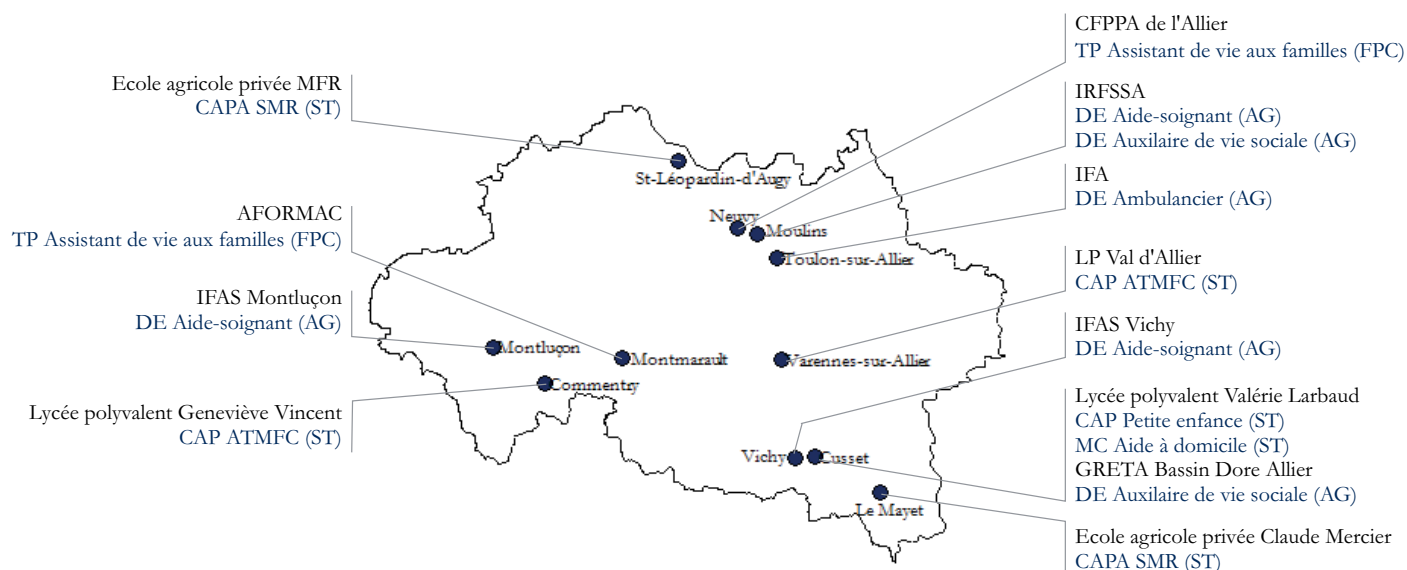 CFPPA de l'Allier
TP Assistant de vie aux familles (FPC)
Ecole agricole privée MFR
CAPA SMR (ST)
IRFSSA
DE Aide-soignant (AG)
DE Auxilaire de vie sociale (AG)
St-Léopardin-d'Augy
IFA
DE Ambulancier (AG)
AFORMAC
TP Assistant de vie aux familles (FPC)
Neuvy
Moulins
Toulon-sur-Allier
LP Val d'Allier
CAP ATMFC (ST)
IFAS Montluçon
DE Aide-soignant (AG)
IFAS Vichy
DE Aide-soignant (AG)
Montluçon
Montmarault
Varennes-sur-Allier
Commentry
Lycée polyvalent Geneviève Vincent
CAP ATMFC (ST)
Lycée polyvalent Valérie Larbaud
CAP Petite enfance (ST)
MC Aide à domicile (ST)
GRETA Bassin Dore Allier
DE Auxilaire de vie sociale (AG)
Vichy
Cusset
Le Mayet
Ecole agricole privée Claude Mercier
CAPA SMR (ST)